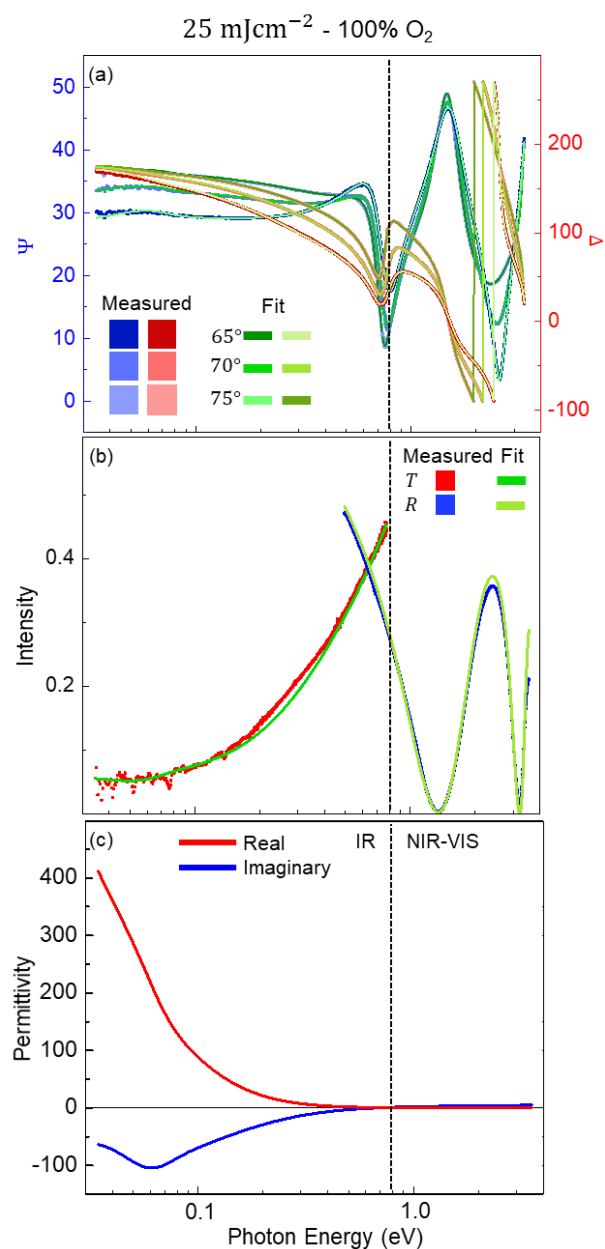 25 mJcm⁻² - 100% O₂
(a)
50
40
30
20
10
0
Ψ
200
100
0
-100
Δ
Measured Fit
65°
70°
75°
(b)
Measured Fit
T
R
0.4
0.2
Intensity
(c)
Real
Imaginary
IR NIR-VIS
400
300
200
100
0
-100
Permittivity
0.1 1.0
Photon Energy (eV)